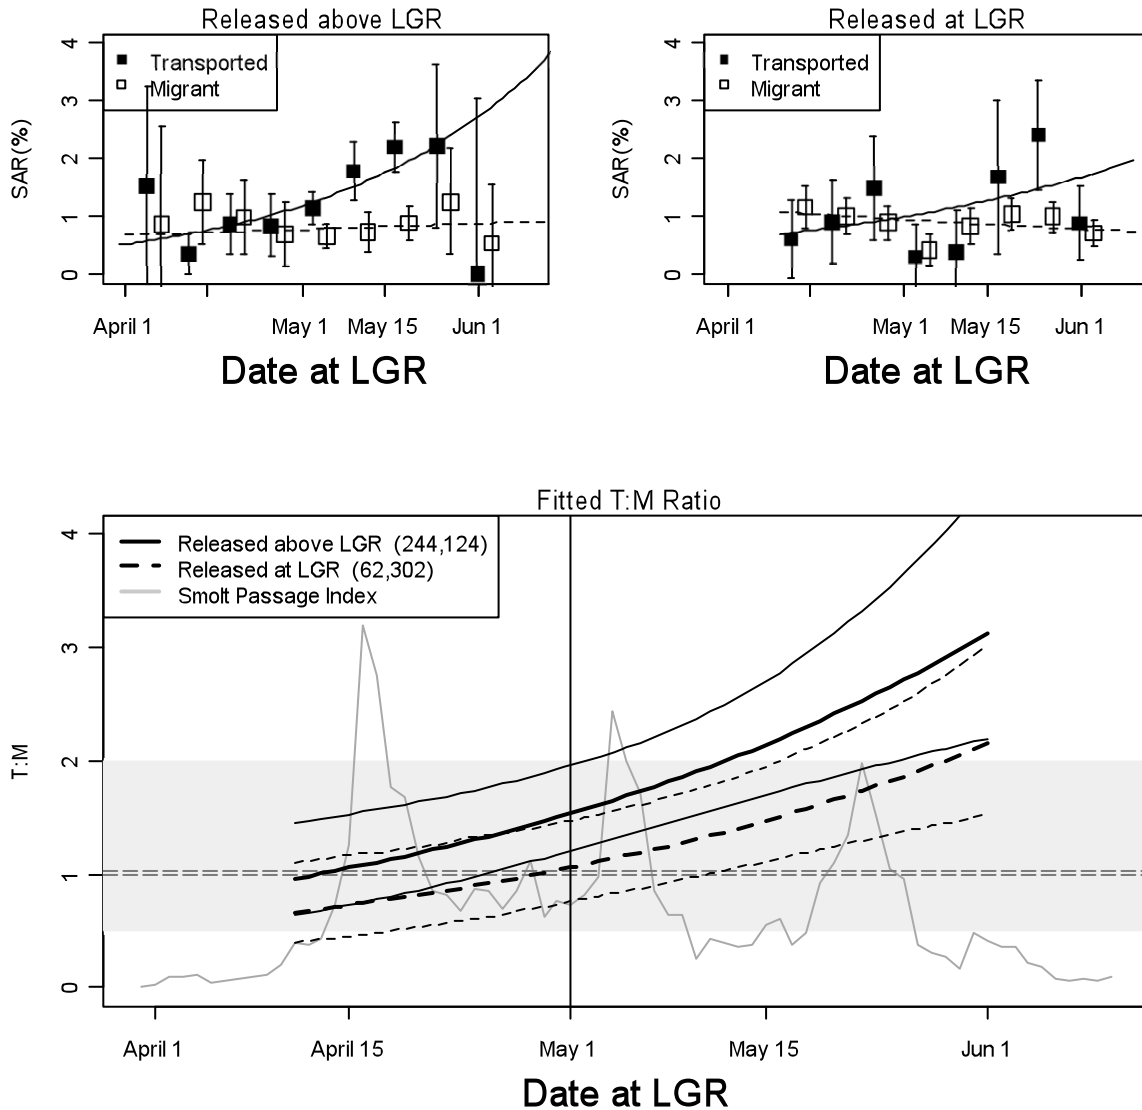 Released above LGR
4
3
2
1
0
SAR(%)
Transported
Migrant
April 1
May 1
May 15
Jun 1
Date at LGR
Released at LGR
4
3
2
1
0
SAR(%)
Transported
Migrant
April 1
May 1
May 15
Jun 1
Date at LGR
Fitted T:M Ratio
4
3
2
1
0
T:M
Released above LGR (244,124)
Released at LGR (62,302)
Smolt Passage Index
April 1
April 15
May 1
May 15
Jun 1
Date at LGR